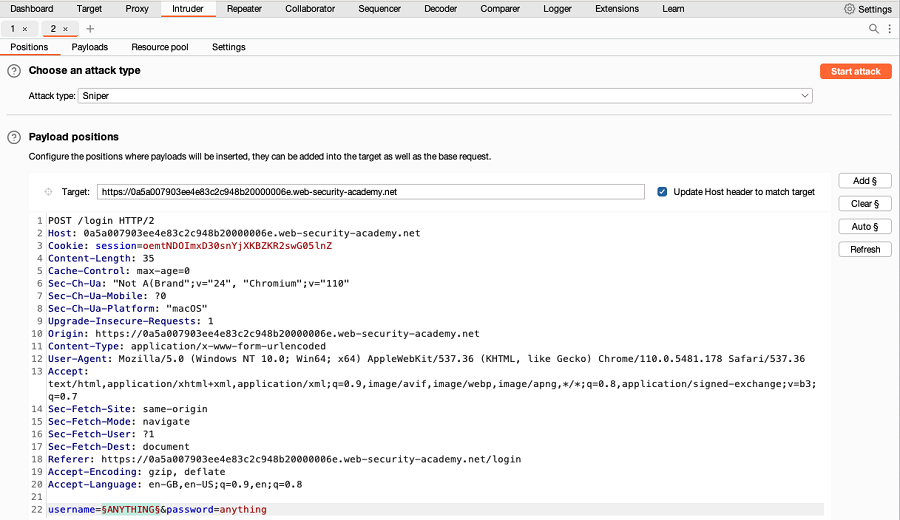 Dashboard Target Proxy Intruder Repeater Collaborator Sequencer Decoder Comparer Logger Extensions Learn Settings
1 × 2 × +
Positions Payloads Resource pool Settings
? Choose an attack type Start attack
Attack type: Sniper
? Payload positions
Configure the positions where payloads will be inserted, they can be added into the target as well as the base request.
Target: https://0a5a007903ee4e83c2c948b20000006e.web-security-academy.net Update Host header to match target
Add §
Clear §
Auto §
Refresh
1 POST /login HTTP/2
2 Host: 0a5a007903ee4e83c2c948b20000006e.web-security-academy.net
3 Cookie: session=oemtNDOImxD30snYjXKBZKR2swG05lnZ
4 Content-Length: 35
5 Cache-Control: max-age=0
6 Sec-Ch-Ua: "Not A(Brand";v="24", "Chromium";v="110"
7 Sec-Ch-Ua-Mobile: ?0
8 Sec-Ch-Ua-Platform: "macOS"
9 Upgrade-Insecure-Requests: 1
10 Origin: https://0a5a007903ee4e83c2c948b20000006e.web-security-academy.net
11 Content-Type: application/x-www-form-urlencoded
12 User-Agent: Mozilla/5.0 (Windows NT 10.0; Win64; x64) AppleWebKit/537.36 (KHTML, like Gecko) Chrome/110.0.5481.178 Safari/537.36
13 Accept:
text/html,application/xhtml+xml,application/xml;q=0.9,image/avif,image/webp,image/apng,*/*;q=0.8,application/signed-exchange;v=b3;
q=0.7
14 Sec-Fetch-Site: same-origin
15 Sec-Fetch-Mode: navigate
16 Sec-Fetch-User: ?1
17 Sec-Fetch-Dest: document
18 Referer: https://0a5a007903ee4e83c2c948b20000006e.web-security-academy.net/login
19 Accept-Encoding: gzip, deflate
20 Accept-Language: en-GB,en-US;q=0.9,en;q=0.8
21
22 username=§ANYTHING§&password=anything